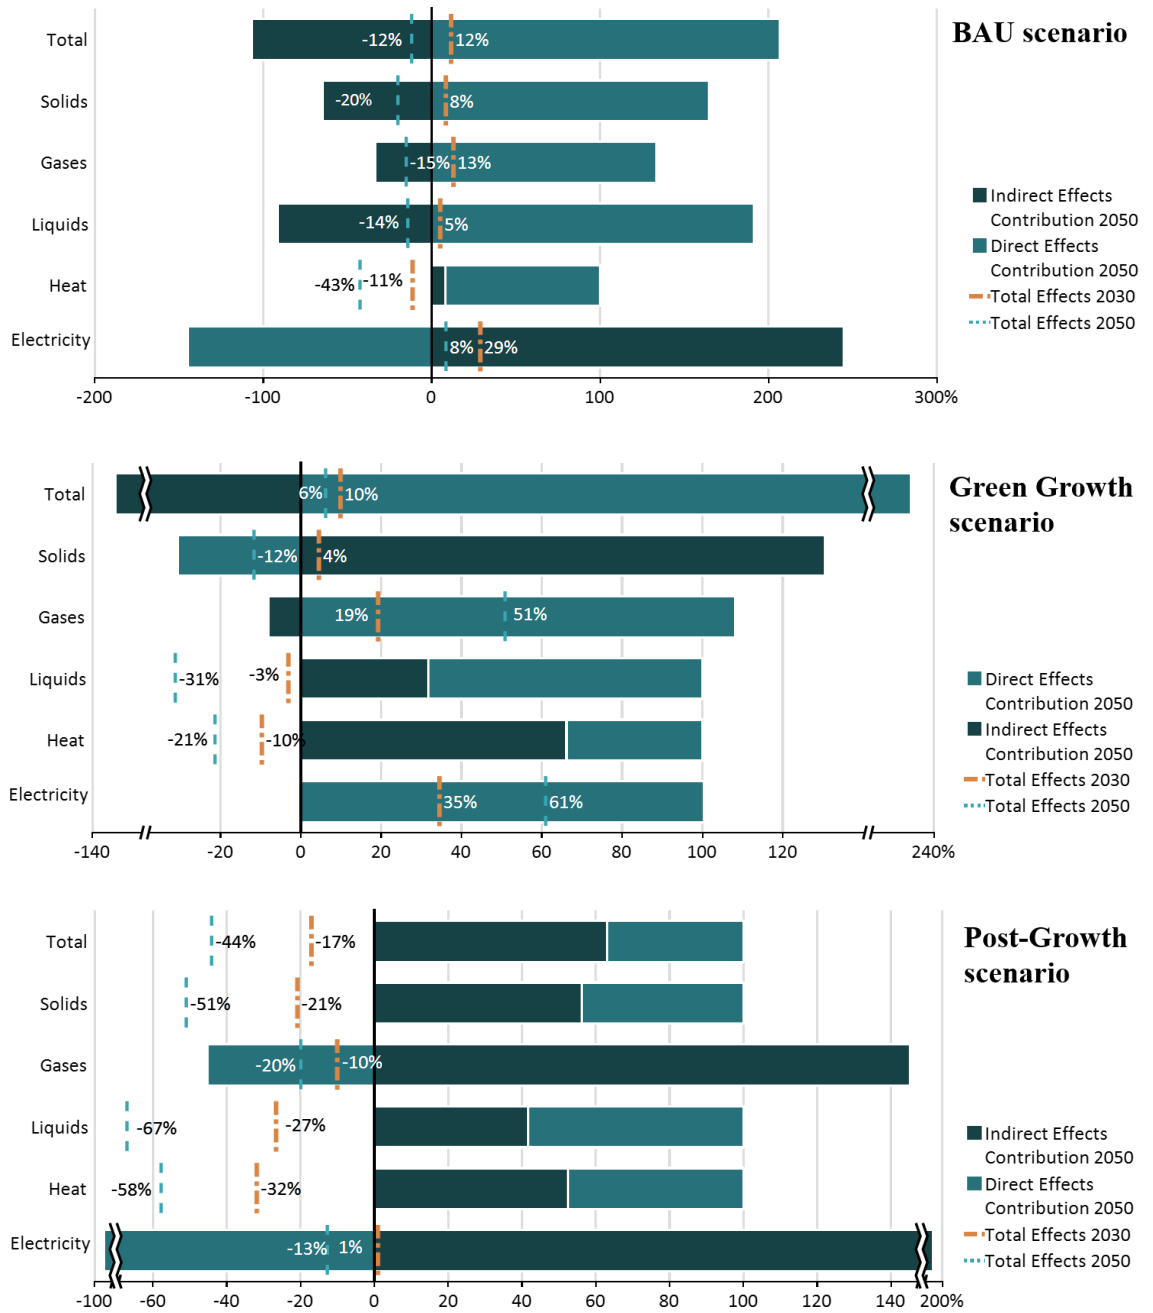 BAU scenario
Total
-12%
12%
Solids
-20%
8%
Gases
-15%
13%
Liquids
-14%
5%
Heat
-43%
-11%
Electricity
8%
29%
-200
-100
0
100
200
300%
Indirect Effects
Contribution 2050
Direct Effects
Contribution 2050
Total Effects 2030
Total Effects 2050
Green Growth
scenario
Total
6%
10%
Solids
-12%
4%
Gases
19%
51%
Liquids
-31%
-3%
Heat
-21%
-10%
Electricity
35%
61%
-140
-20
0
20
40
60
80
100
120
240%
Direct Effects
Contribution 2050
Indirect Effects
Contribution 2050
Total Effects 2030
Total Effects 2050
Post-Growth
scenario
Total
-44%
-17%
Solids
-51%
-21%
Gases
-20%
-10%
Liquids
-67%
-27%
Heat
-58%
-32%
Electricity
-13%
1%
-100
-60
-40
-20
0
20
40
60
80
100
120
140
200%
Indirect Effects
Contribution 2050
Direct Effects
Contribution 2050
Total Effects 2030
Total Effects 2050